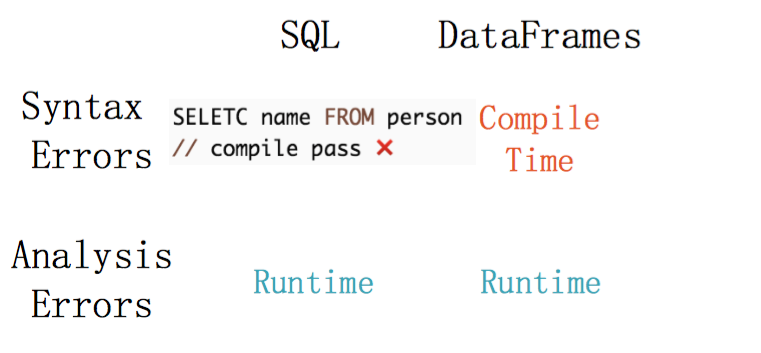 SQL DataFrames
Syntax Errors
SELETC name FROM person
// compile pass ❌
Compile Time
Analysis Errors
Runtime Runtime